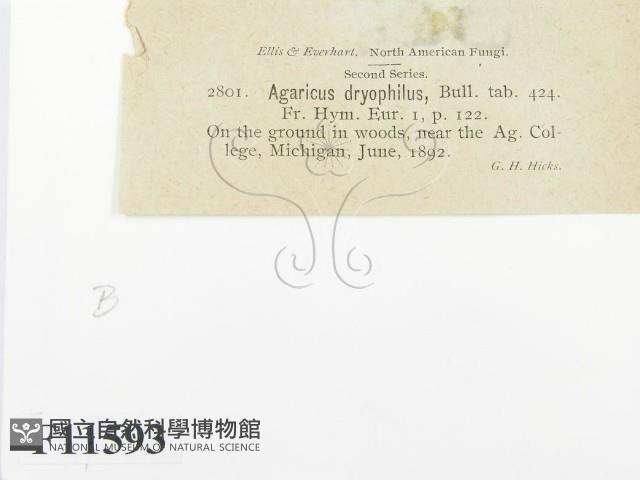 Ellis & Everhart. North American Fungi.
Second Series.
2801. Agaricus dryophilus, Bull. tab. 424.
Fr. Hym. Eur. 1, p. 122.
On the ground in woods, near the Ag. Col-
lege, Michigan, June, 1892.
G. H. Hicks.
B
國立自然科學博物館
F11593
NATIONAL MUSEUM OF NATURAL SCIENCE